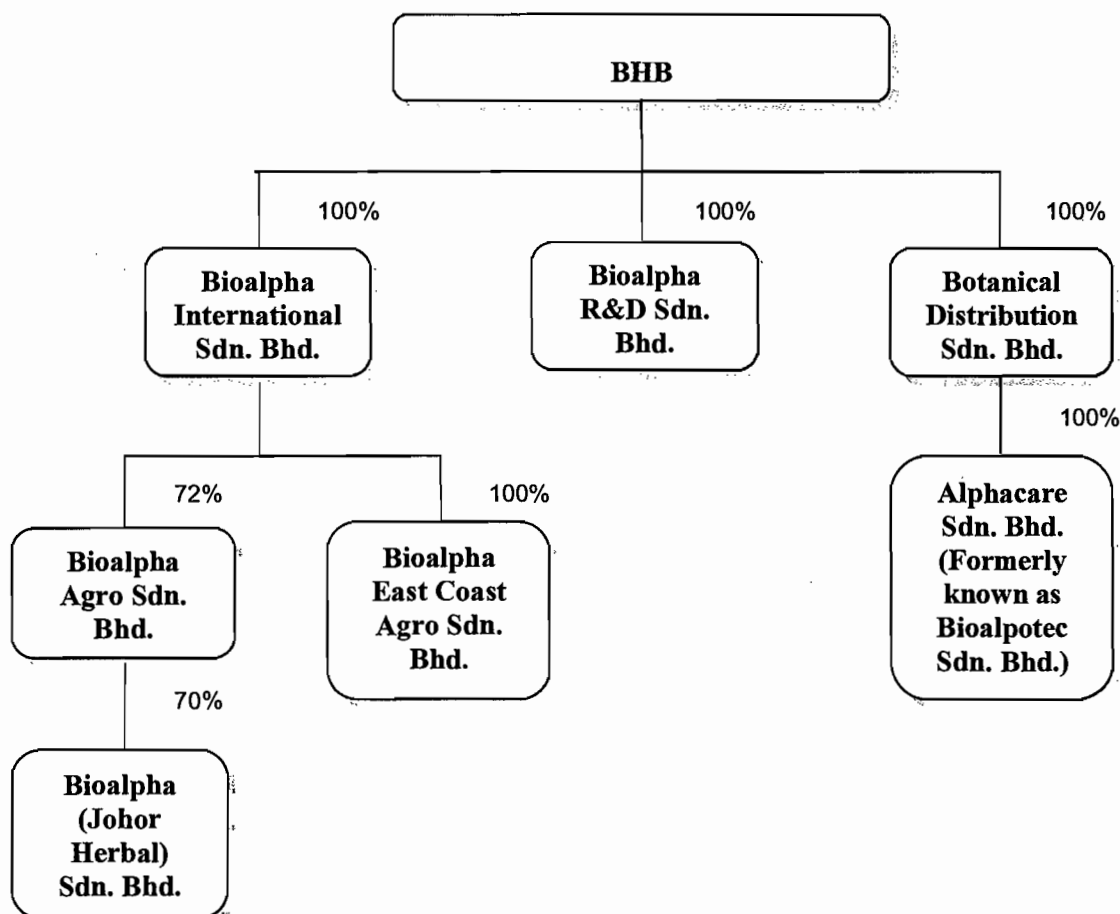 BHB
100%
100%
100%
Bioalpha
International
Sdn. Bhd.
Bioalpha
R&D Sdn.
Bhd.
Botanical
Distribution
Sdn. Bhd.
100%
72%
100%
Bioalpha
Agro Sdn.
Bhd.
Bioalpha
East Coast
Agro Sdn.
Bhd.
Alphacare
Sdn. Bhd.
(Formerly
known as
Bioalpotec
Sdn. Bhd.)
70%
Bioalpha
(Johor
Herbal)
Sdn. Bhd.